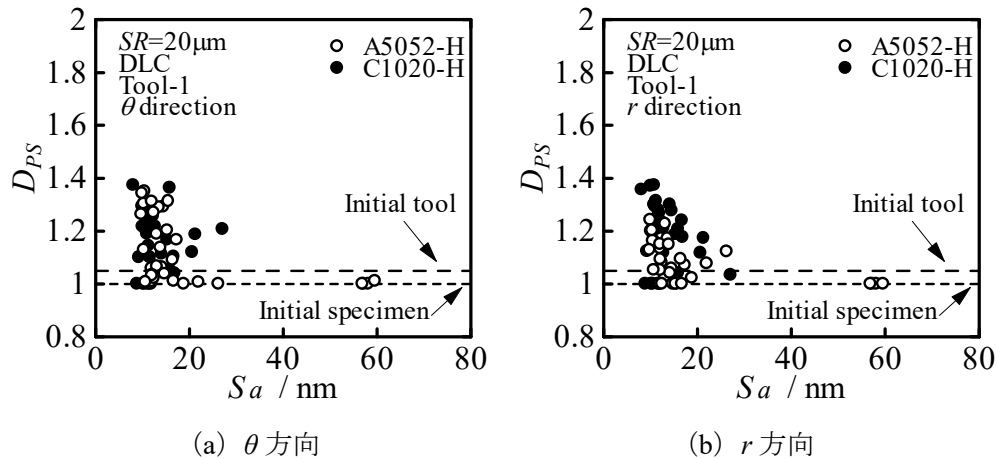 2
1.8
1.6
1.4
1.2
1
0.8
D_PS
SR=20μm
DLC
Tool-1
θ direction
A5052-H
C1020-H
Initial tool
Initial specimen
0 20 40 60 80
Sa / nm
(a) θ 方向
2
1.8
1.6
1.4
1.2
1
0.8
D_PS
SR=20μm
DLC
Tool-1
r direction
A5052-H
C1020-H
Initial tool
Initial specimen
0 20 40 60 80
Sa / nm
(b) r 方向